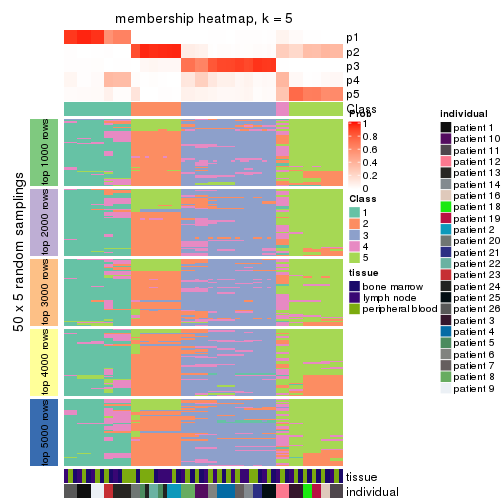 membership heatmap, k = 5
p1
p2
p3
p4
p5
Class
50 x 5 random samplings
top 1000 rows
top 2000 rows
top 3000 rows
top 4000 rows
top 5000 rows
tissue
individual
Prob
1
0.8
0.6
0.4
0.2
0
Class
1
2
3
4
5
tissue
bone marrow
lymph node
peripheral blood
individual
patient 1
patient 10
patient 11
patient 12
patient 13
patient 14
patient 16
patient 18
patient 19
patient 2
patient 20
patient 21
patient 22
patient 23
patient 24
patient 25
patient 26
patient 3
patient 4
patient 5
patient 6
patient 7
patient 8
patient 9